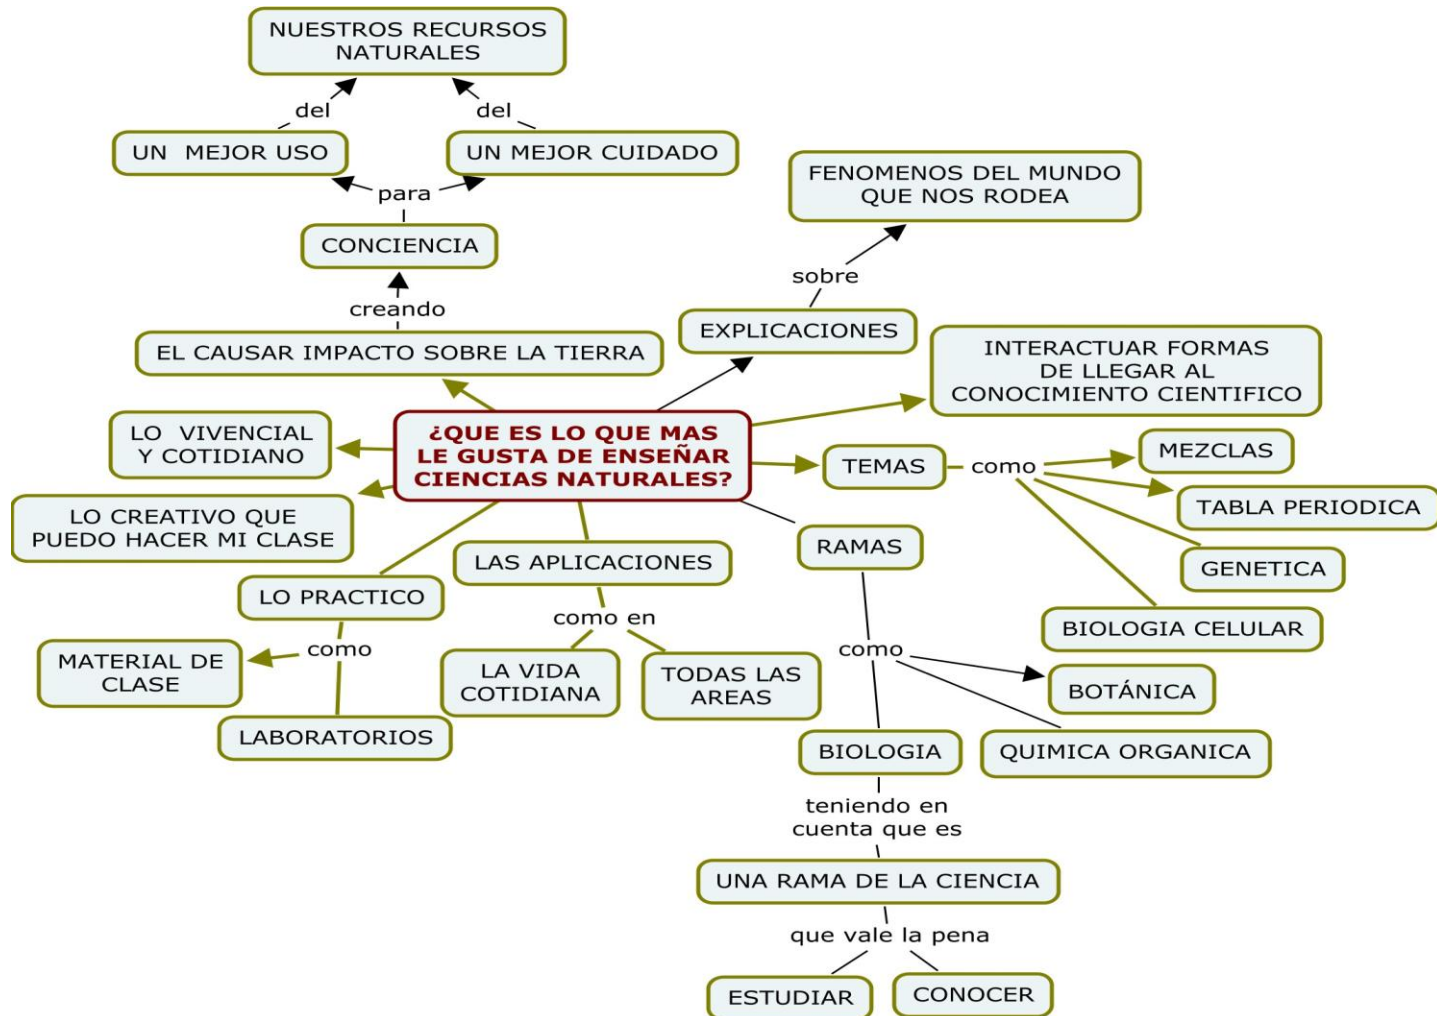 NUESTROS RECURSOS
NATURALES
del
del
UN MEJOR USO
UN MEJOR CUIDADO
para
CONCIENCIA
creando
EL CAUSAR IMPACTO SOBRE LA TIERRA
FENOMENOS DEL MUNDO
QUE NOS RODEA
sobre
EXPLICACIONES
INTERACTUAR FORMAS
DE LLEGAR AL
CONOCIMIENTO CIENTIFICO
¿QUE ES LO QUE MAS
LE GUSTA DE ENSEÑAR
CIENCIAS NATURALES?
LO VIVENCIAL
Y COTIDIANO
LO CREATIVO QUE
PUEDO HACER MI CLASE
LO PRACTICO
como
MATERIAL DE
CLASE
LABORATORIOS
LAS APLICACIONES
como en
LA VIDA
COTIDIANA
TODAS LAS
AREAS
TEMAS
como
MEZCLAS
TABLA PERIODICA
GENETICA
BIOLOGIA CELULAR
RAMAS
como
BOTÁNICA
QUIMICA ORGANICA
BIOLOGIA
teniendo en
cuenta que es
UNA RAMA DE LA CIENCIA
que vale la pena
ESTUDIAR
CONOCER